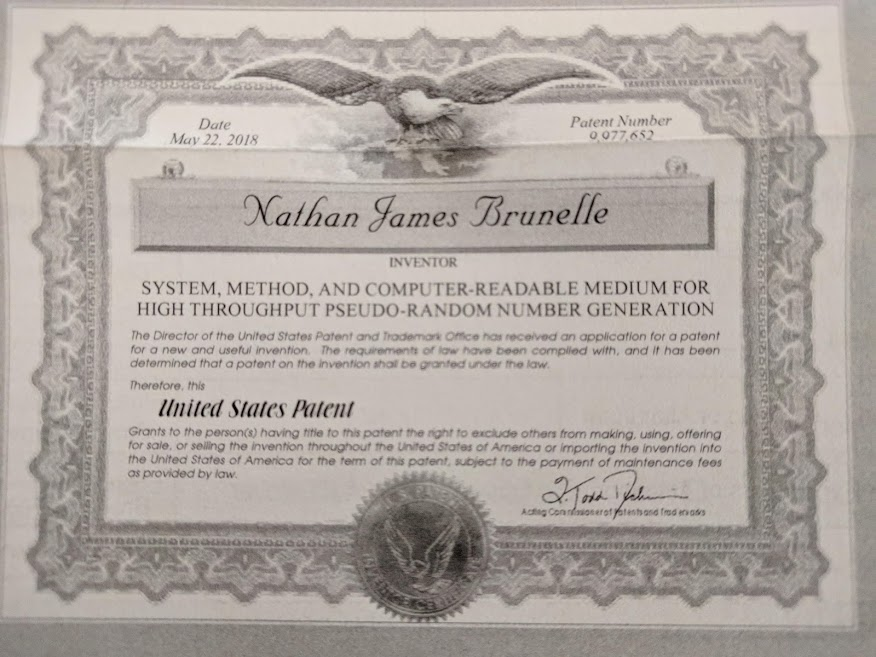 Date
May 22, 2018
Patent Number
9,977,652
Nathan James Brunelle
INVENTOR
SYSTEM, METHOD, AND COMPUTER-READABLE MEDIUM FOR
HIGH THROUGHPUT PSEUDO-RANDOM NUMBER GENERATION
The Director of the United States Patent and Trademark Office has received an application for a patent
for a new and useful invention. The requirements of law have been complied with, and it has been
determined that a patent on the invention shall be granted under the law.
Therefore, this
United States Patent
Grants to the person(s) having title to this patent the right to exclude others from making, using, offering
for sale, or selling the invention throughout the United States of America or importing the invention into
the United States of America for the term of this patent, subject to the payment of maintenance fees
as provided by law.
Acting Commissioner of Patents and Trademarks